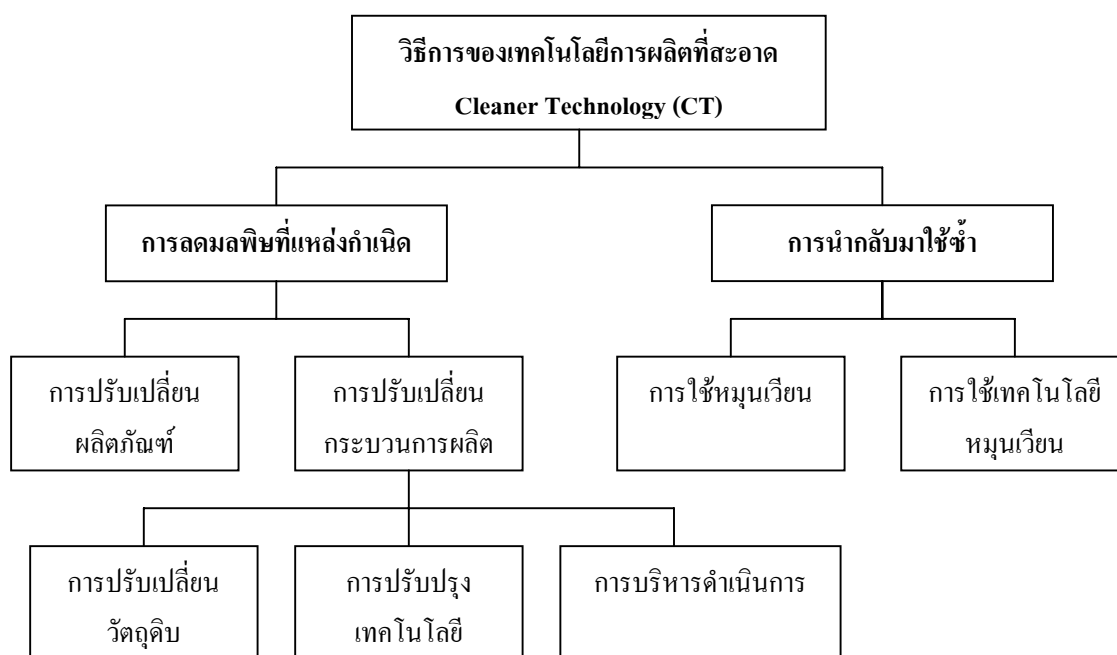 วิธีการของเทคโนโลยีการผลิตที่สะอาด
Cleaner Technology (CT)
การลดมลพิษที่แหล่งกำเนิด
การนำกลับมาใช้ซ้ำ
การปรับเปลี่ยน
ผลิตภัณฑ์
การปรับเปลี่ยน
กระบวนการผลิต
การใช้หมุนเวียน
การใช้เทคโนโลยี
หมุนเวียน
การปรับเปลี่ยน
วัตถุดิบ
การปรับปรุง
เทคโนโลยี
การบริหารดำเนินการ